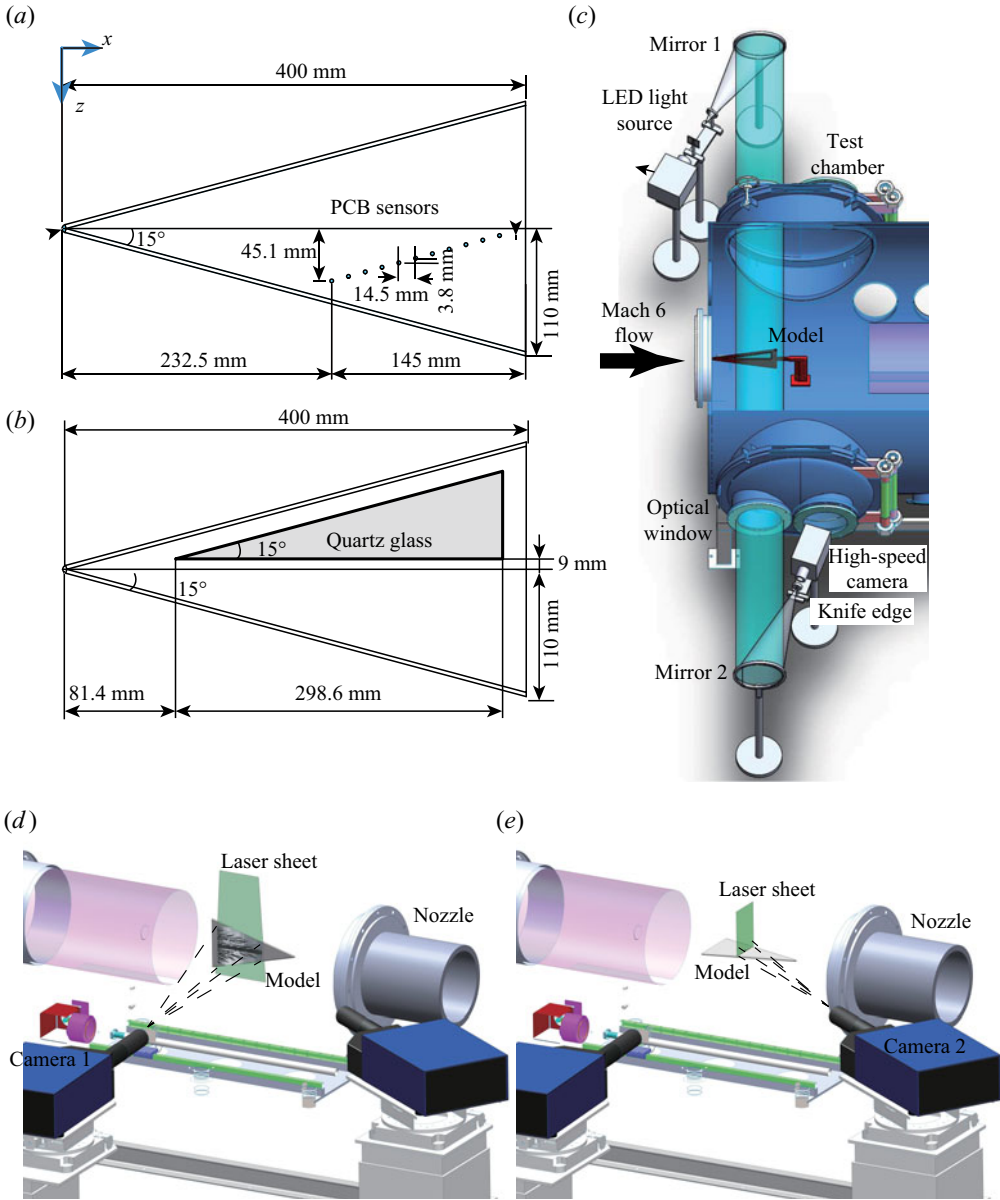 (a)
x
z
400 mm
PCB sensors
15°
45.1 mm
14.5 mm
3.8 mm
110 mm
232.5 mm
145 mm
(b)
400 mm
15°
Quartz glass
15°
9 mm
110 mm
81.4 mm
298.6 mm
(c)
Mirror 1
LED light
source
Test
chamber
Mach 6
flow
Model
Optical
window
High-speed
camera
Knife edge
Mirror 2
(d)
Laser sheet
Nozzle
Model
Camera 1
(e)
Laser sheet
Nozzle
Model
Camera 2